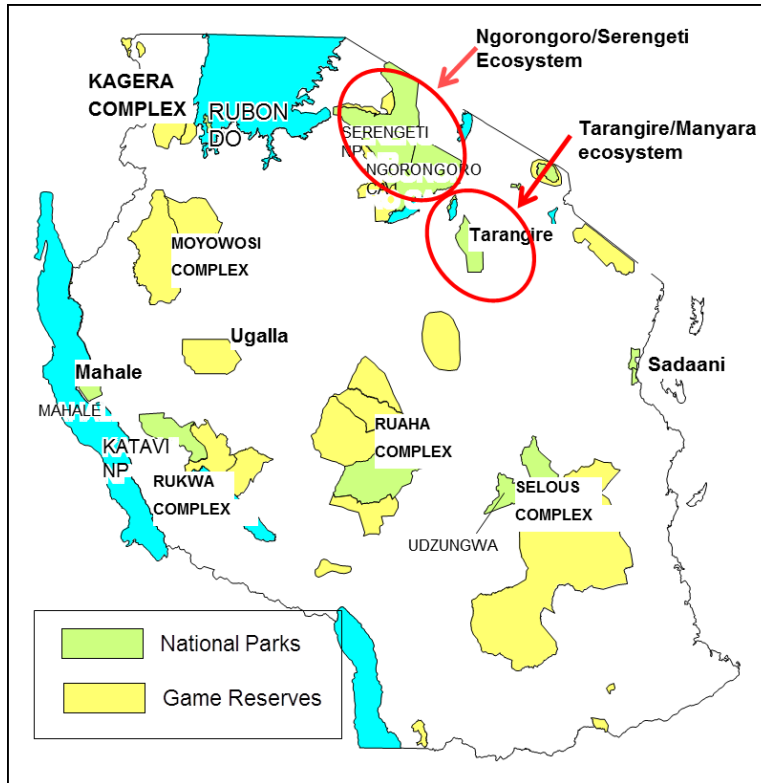 Ngorongoro/Serengeti
Ecosystem
KAGERA
COMPLEX
RUBON
DO
SERENGETI
NP
NGORONGORO
CA
Tarangire/Manyara
ecosystem
Tarangire
MOYOWOSI
COMPLEX
Ugalla
Mahale
MAHALE
Sadaani
KATAVI
NP
RUKWA
COMPLEX
RUAHA
COMPLEX
SELOUS
COMPLEX
UDZUNGWA
National Parks
Game Reserves